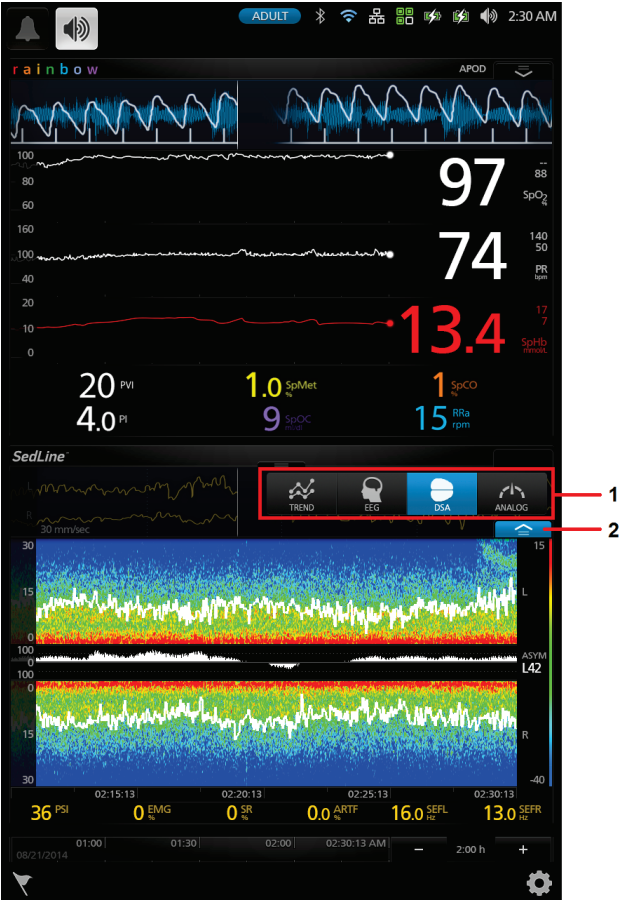 ADULT 2:30 AM
rainbow APOD
100
80
60
97
--
88
SpO2
%
160
100
40
74
140
50
PR
bpm
20
10
0
13.4
17
7
SpHb
mmol/L
20 PVI 1.0 SpMet % 1 SpCO %
4.0 PI 9 SpOC ml/dl 15 RRa rpm
SedLine
L
R
30 mm/sec
TREND EEG DSA ANALOG 1
2
30 15
15 L
0
100
0
100
ASYM
L42
0
15 R
30 -40
02:15:13 02:20:13 02:25:13 02:30:13
36 PSI 0 EMG % 0 SR % 0.0 ARTF % 16.0 SEFL Hz 13.0 SEFR Hz
01:00 01:30 02:00 02:30:13 AM − 2:00 h +
08/21/2014